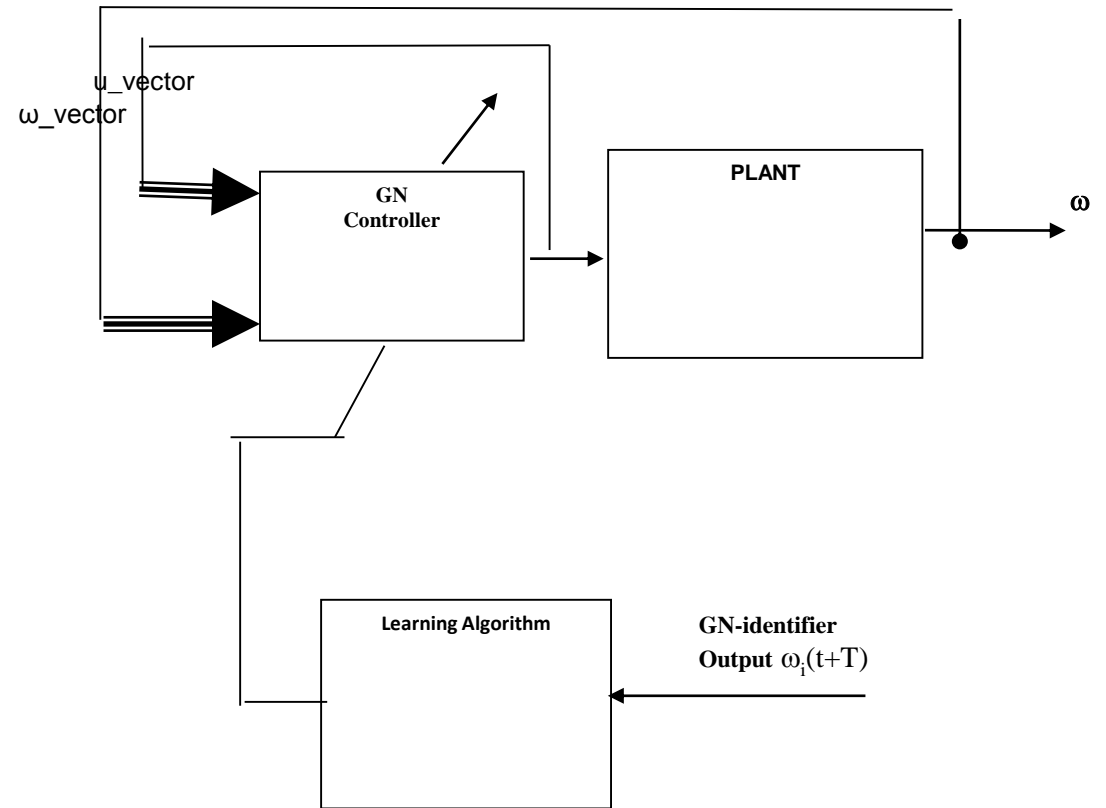 u_vector
ω_vector
GN
Controller
PLANT
ω
Learning Algorithm
GN-identifier
Output ωi(t+T)